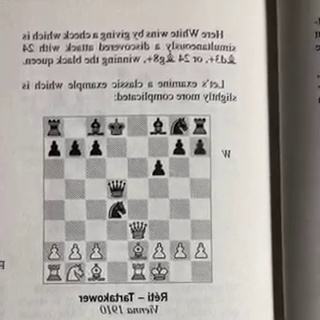 Here White wins by giving a check which is
simultaneously a discovered attack with 24
♗d3+, or 24 ♗g8+, winning the black queen.
Let's examine a classic example which is
slightly more complicated:
W
Réti – Tartakower
Vienna 1910